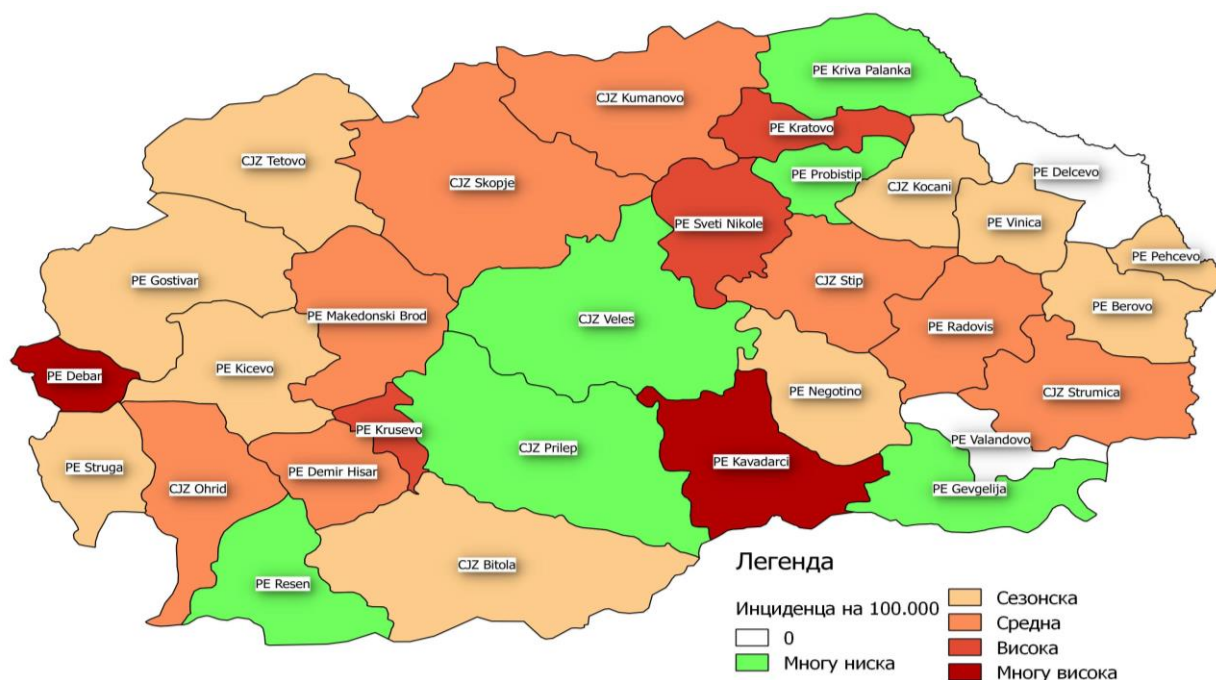 PE Kriva Palanka
CJZ Kumanovo
PE Kratovo
CJZ Tetovo
PE Probistip
PE Delcevo
CJZ Skopje
CJZ Kocani
PE Sveti Nikole
PE Vinica
PE Pehcevo
PE Gostivar
CJZ Stip
PE Berovo
PE Makedonski Brod
CJZ Veles
PE Radovis
PE Debar
PE Kicevo
PE Negotino
CJZ Strumica
PE Krusevo
CJZ Prilep
PE Valandovo
PE Struga
PE Demir Hisar
PE Kavadarci
CJZ Ohrid
PE Gevgelija
CJZ Bitola
PE Resen
Легенда
Инциденца на 100.000
0
Многу ниска
Сезонска
Средна
Висока
Многу висока